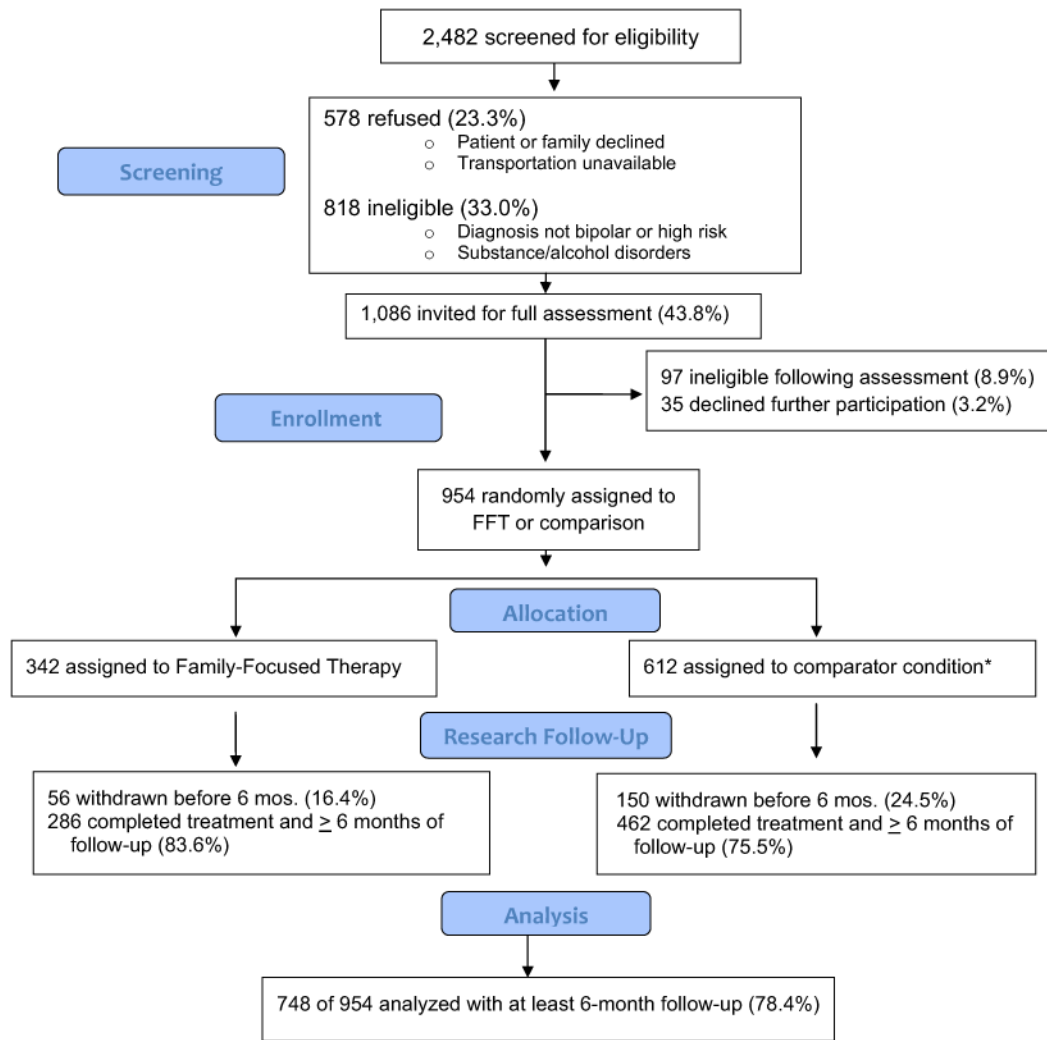 2,482 screened for eligibility
578 refused (23.3%)
o Patient or family declined
o Transportation unavailable
Screening
818 ineligible (33.0%)
o Diagnosis not bipolar or high risk
o Substance/alcohol disorders
1,086 invited for full assessment (43.8%)
97 ineligible following assessment (8.9%)
35 declined further participation (3.2%)
Enrollment
954 randomly assigned to
FFT or comparison
Allocation
342 assigned to Family-Focused Therapy
612 assigned to comparator condition*
Research Follow-Up
56 withdrawn before 6 mos. (16.4%)
286 completed treatment and ≥ 6 months of
follow-up (83.6%)
150 withdrawn before 6 mos. (24.5%)
462 completed treatment and ≥ 6 months of
follow-up (75.5%)
Analysis
748 of 954 analyzed with at least 6-month follow-up (78.4%)